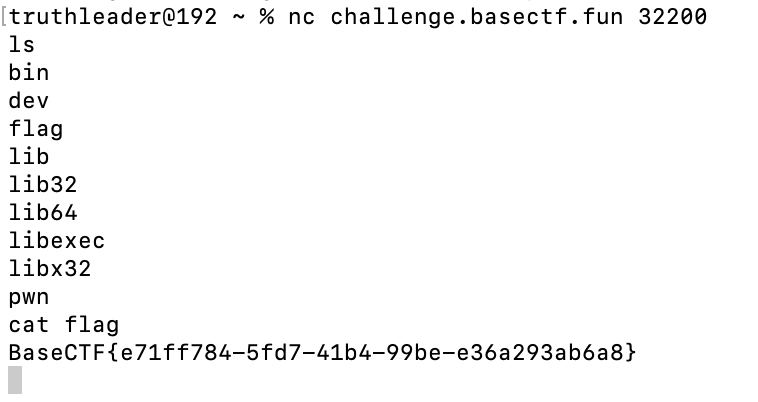 [truthleader@192 ~ % nc challenge.basectf.fun 32200
ls
bin
dev
flag
lib
lib32
lib64
libexec
libx32
pwn
cat flag
BaseCTF{e71ff784-5fd7-41b4-99be-e36a293ab6a8}